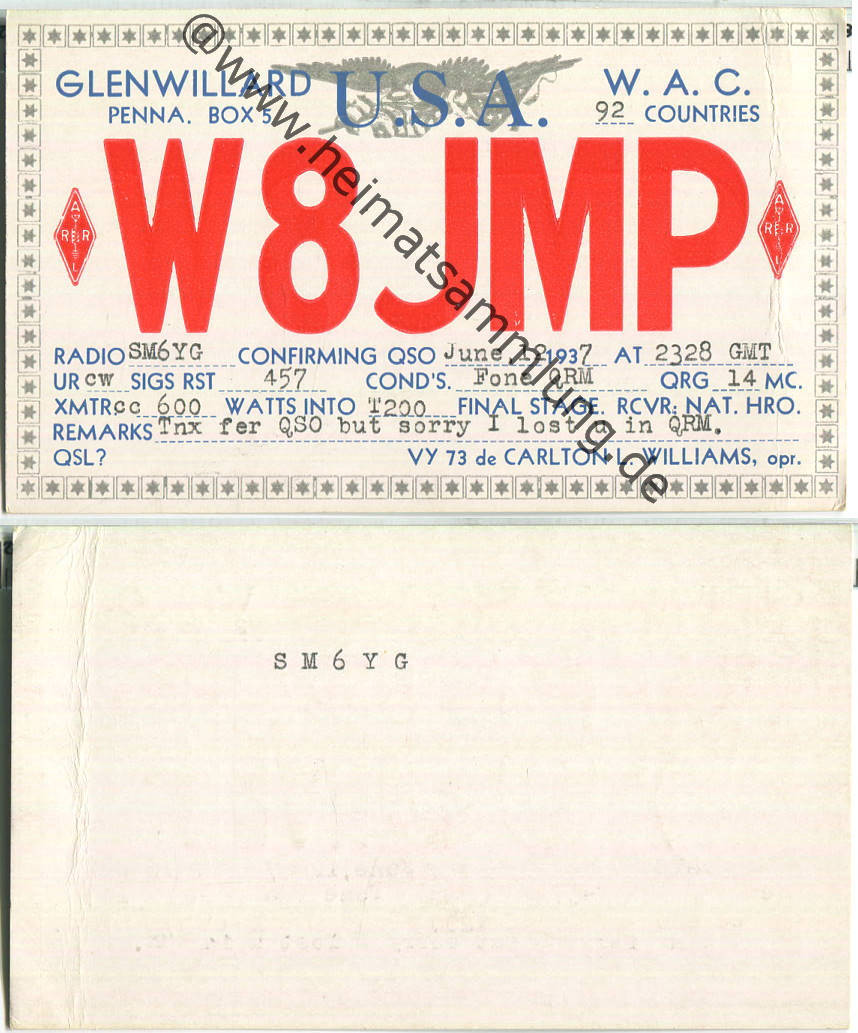 GLENWILLARD U.S.A. W. A. C.
PENNA. BOX 5 92 COUNTRIES
W8JMP
A
R R
L
A
R R
L
RADIO SM6YG CONFIRMING QSO June 1937 AT 2328 GMT
UR cw SIGS RST 457 COND'S. Fone QRM QRG 14 MC.
XMTR cc 600 WATTS INTO T200 FINAL STAGE. RCVR: NAT. HRO.
REMARKS Tnx fer QSO but sorry I lost u in QRM.
QSL? VY 73 de CARLTON L. WILLIAMS, opr.
@www.heimatsammlung.de
SM6YG